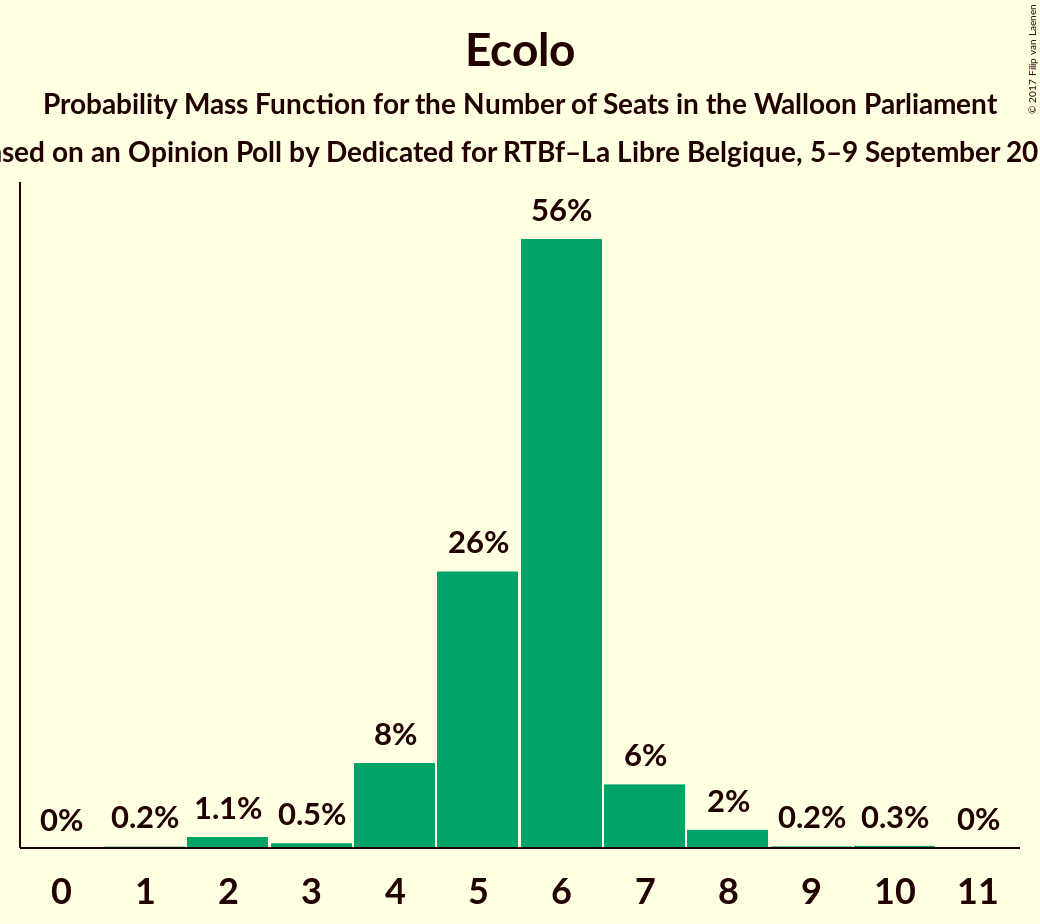 Ecolo
Probability Mass Function for the Number of Seats in the Walloon Parliament
on an Opinion Poll by Dedicated for RTBf–La Libre Belgique, 5–9 September
© 2017 Filip van Laenen
56%
26%
8%
6%
2%
1.1%
0.5%
0.2%
0%
0.2%
0.3%
0%
0 1 2 3 4 5 6 7 8 9 10 11